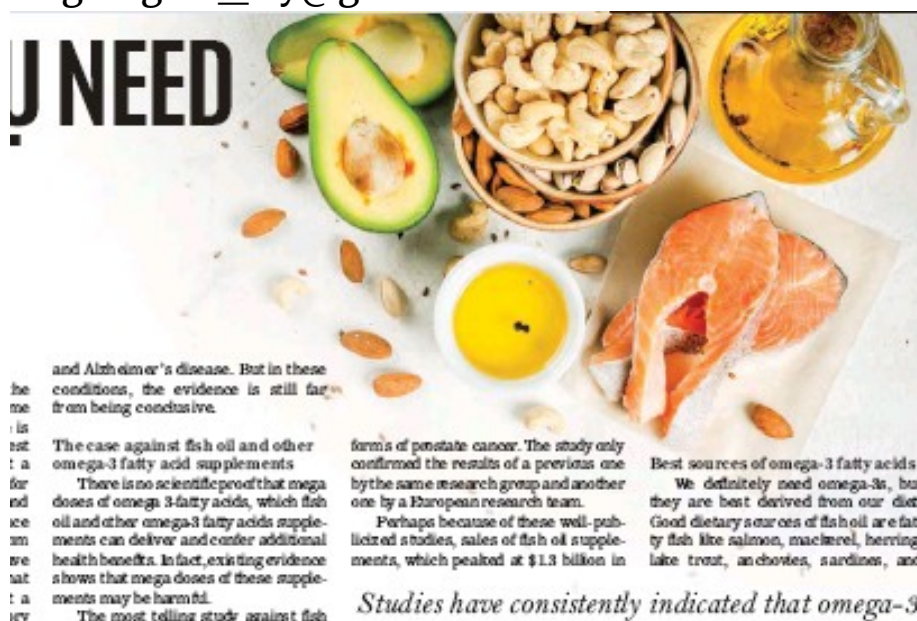 U NEED
and Alzheimer's disease. But in these
conditions, the evidence is still far
from being conclusive.
The case against fish oil and other
omega-3 fatty acid supplements
There is no scientific proof that mega
doses of omega 3-fatty acids, which fish
oil and other omega-3 fatty acids supple-
ments can deliver and confer additional
health benefits. In fact, existing evidence
shows that mega doses of these supple-
ments may be harmful.
The most telling study against fish
forms of prostate cancer. The study only
confirmed the results of a previous one
by the same research group and another
one by a European research team.
Perhaps because of these well-pub-
licized studies, sales of fish oil supple-
ments, which peaked at $1.3 billion in
Best sources of omega-3 fatty acids
We definitely need omega-3s, but
they are best derived from our diet
Good dietary sources of fish oil are fat-
ty fish like salmon, mackerel, herring
lake trout, anchovies, sardines, and
Studies have consistently indicated that omega-3